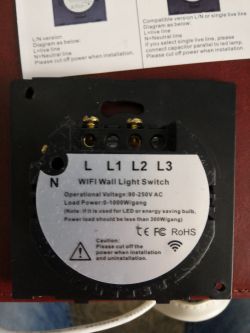 L/N version
Diagram as below:
L=live line
N=Neutral line
Please cut off power when installation
Compatible version L/N or single live line
Diagram as below:
L=live line
N=Neutral line
If you select single live line, please
connect capacitor parallel to led lamp,
Please cut off power when installation.
L L1 L2 L3
N
WIFI Wall Light Switch
Operational Voltage:90-250V AC
Load Power:0-1000W/gang
(Note: if it is used for LED or energy saving bulb,
Power load should be less than 300W/gang)
CE FC RoHS
Caution:
Please cut off the
power when installation
and uninstallation.